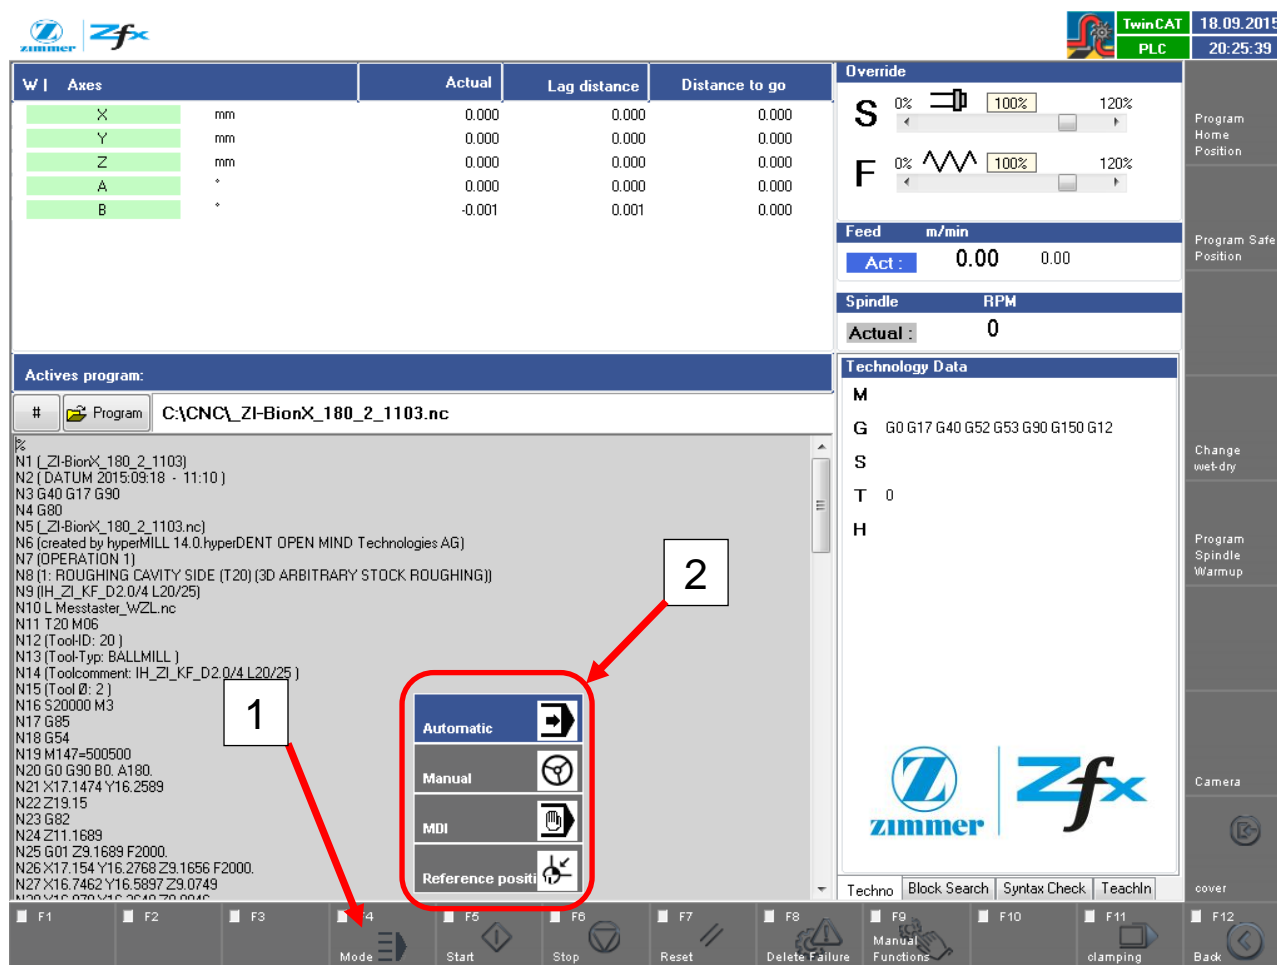 zimmer Zfx
TwinCAT 18.09.2015
PLC 20:25:39
W I Axes Actual Lag distance Distance to go
X mm 0.000 0.000 0.000
Y mm 0.000 0.000 0.000
Z mm 0.000 0.000 0.000
A ° 0.000 0.000 0.000
B ° -0.001 0.001 0.000
Override
S 0% 100% 120%
F 0% 100% 120%
Feed m/min
Act : 0.00 0.00
Spindle RPM
Actual : 0
Program
Home
Position
Program Safe
Position
Change
wet-dry
Program
Spindle
Warmup
Camera
cover
Actives program:
# Program C:\CNC\_ZI-BionX_180_2_1103.nc
%
N1 (_ZI-BionX_180_2_1103)
N2 ( DATUM 2015:09:18 - 11:10 )
N3 G40 G17 G90
N4 G80
N5 (_ZI-BionX_180_2_1103.nc)
N6 (created by hyperMILL 14.0.hyperDENT OPEN MIND Technologies AG)
N7 (OPERATION 1)
N8 (1: ROUGHING CAVITY SIDE (T20) (3D ARBITRARY STOCK ROUGHING))
N9 (IH_ZI_KF_D2.0/4 L20/25)
N10 L Messtaster_WZL.nc
N11 T20 M06
N12 (Tool-ID: 20 )
N13 (Tool-Typ: BALLMILL )
N14 (Toolcomment: IH_ZI_KF_D2.0/4 L20/25 )
N15 (Tool Ø: 2 )
N16 S20000 M3
N17 G85
N18 G54
N19 M147=500500
N20 G0 G90 B0. A180.
N21 X17.1474 Y16.2589
N22 Z19.15
N23 G82
N24 Z11.1689
N25 G01 Z9.1689 F2000.
N26 X17.154 Y16.2768 Z9.1656 F2000.
N27 X16.7462 Y16.5897 Z9.0749
1
2
Automatic
Manual
MDI
Reference positi
Technology Data
M
G G0 G17 G40 G52 G53 G90 G150 G12
S
T 0
H
zimmer Zfx
Techno Block Search Syntax Check TeachIn
F1 F2 F3 F4 F5 F6 F7 F8 F9 F10 F11 F12
Mode Start Stop Reset Delete Failure Manual Functions clamping Back